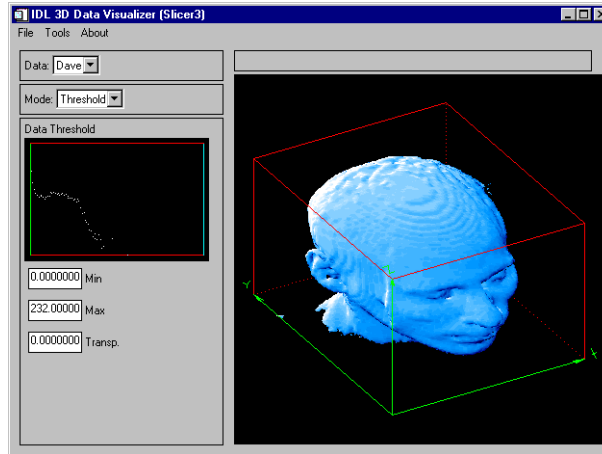 IDL 3D Data Visualizer (Slicer3)
File Tools About
Data: Dave
Mode: Threshold
Data Threshold
0.0000000 Min
232.00000 Max
0.0000000 Transp.
Y
X